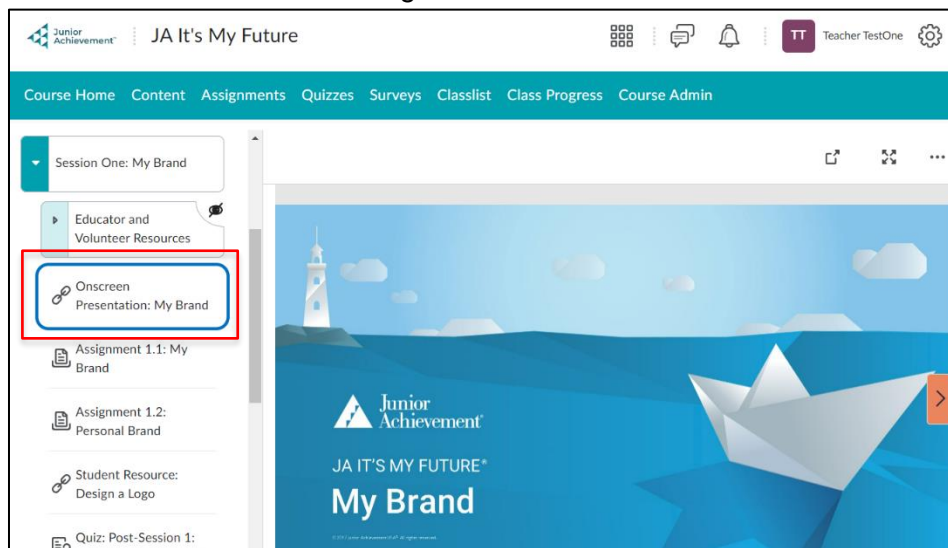 Junior
Achievement
JA It's My Future
TT
Teacher TestOne
Course Home Content Assignments Quizzes Surveys Classlist Class Progress Course Admin
Session One: My Brand
Educator and
Volunteer Resources
Onscreen
Presentation: My Brand
Assignment 1.1: My
Brand
Assignment 1.2:
Personal Brand
Student Resource:
Design a Logo
Quiz: Post-Session 1:
Junior
Achievement®
JA IT'S MY FUTURE®
My Brand